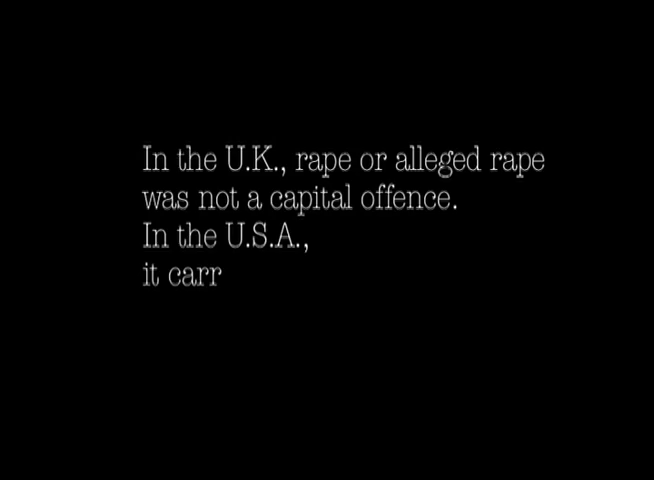 In the U.K., rape or alleged rape
was not a capital offence.
In the U.S.A.,
it carr